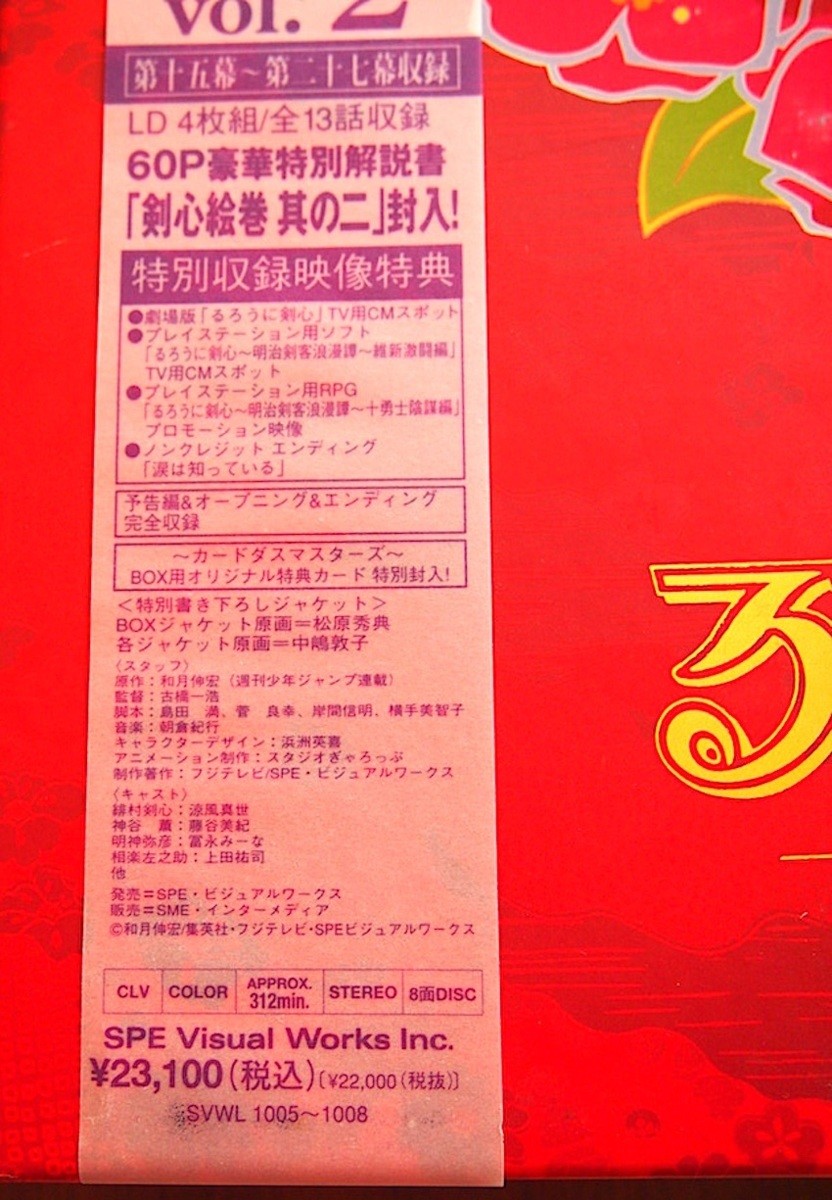 vol. 2
第十五幕～第二十七幕収録
LD 4枚組/全13話収録
60P豪華特別解説書
「剣心絵巻 其の二」封入!
特別収録映像特典
●劇場版「るろうに剣心」TV用CMスポット
●プレイステーション用ソフト
「るろうに剣心～明治剣客浪漫譚～維新激闘編」
TV用CMスポット
●プレイステーション用RPG
「るろうに剣心～明治剣客浪漫譚～十勇士陰謀編」
プロモーション映像
●ノンクレジット エンディング
「涙は知っている」
予告編&オープニング&エンディング
完全収録
～カードダスマスターズ～
BOX用オリジナル特典カード 特別封入!
＜特別書き下ろしジャケット＞
BOXジャケット原画＝松原秀典
各ジャケット原画＝中嶋敦子
〈スタッフ〉
原作：和月伸宏（週刊少年ジャンプ連載）
監督：古橋一浩
脚本：島田　満、菅　良幸、岸間信明、横手美智子
音楽：朝倉紀行
キャラクターデザイン：浜洲英喜
アニメーション制作：スタジオぎゃろっぷ
制作著作：フジテレビ/SPE・ビジュアルワークス
〈キャスト〉
緋村剣心：涼風真世
神谷　薫：藤谷美紀
明神弥彦：冨永みーな
相楽左之助：上田祐司
他
発売＝SPE・ビジュアルワークス
販売＝SME・インターメディア
©和月伸宏/集英社・フジテレビ・SPEビジュアルワークス
CLV COLOR APPROX. 312min. STEREO 8面DISC
SPE Visual Works Inc.
¥23,100(税込)〔¥22,000(税抜)〕
SVWL 1005～1008
る